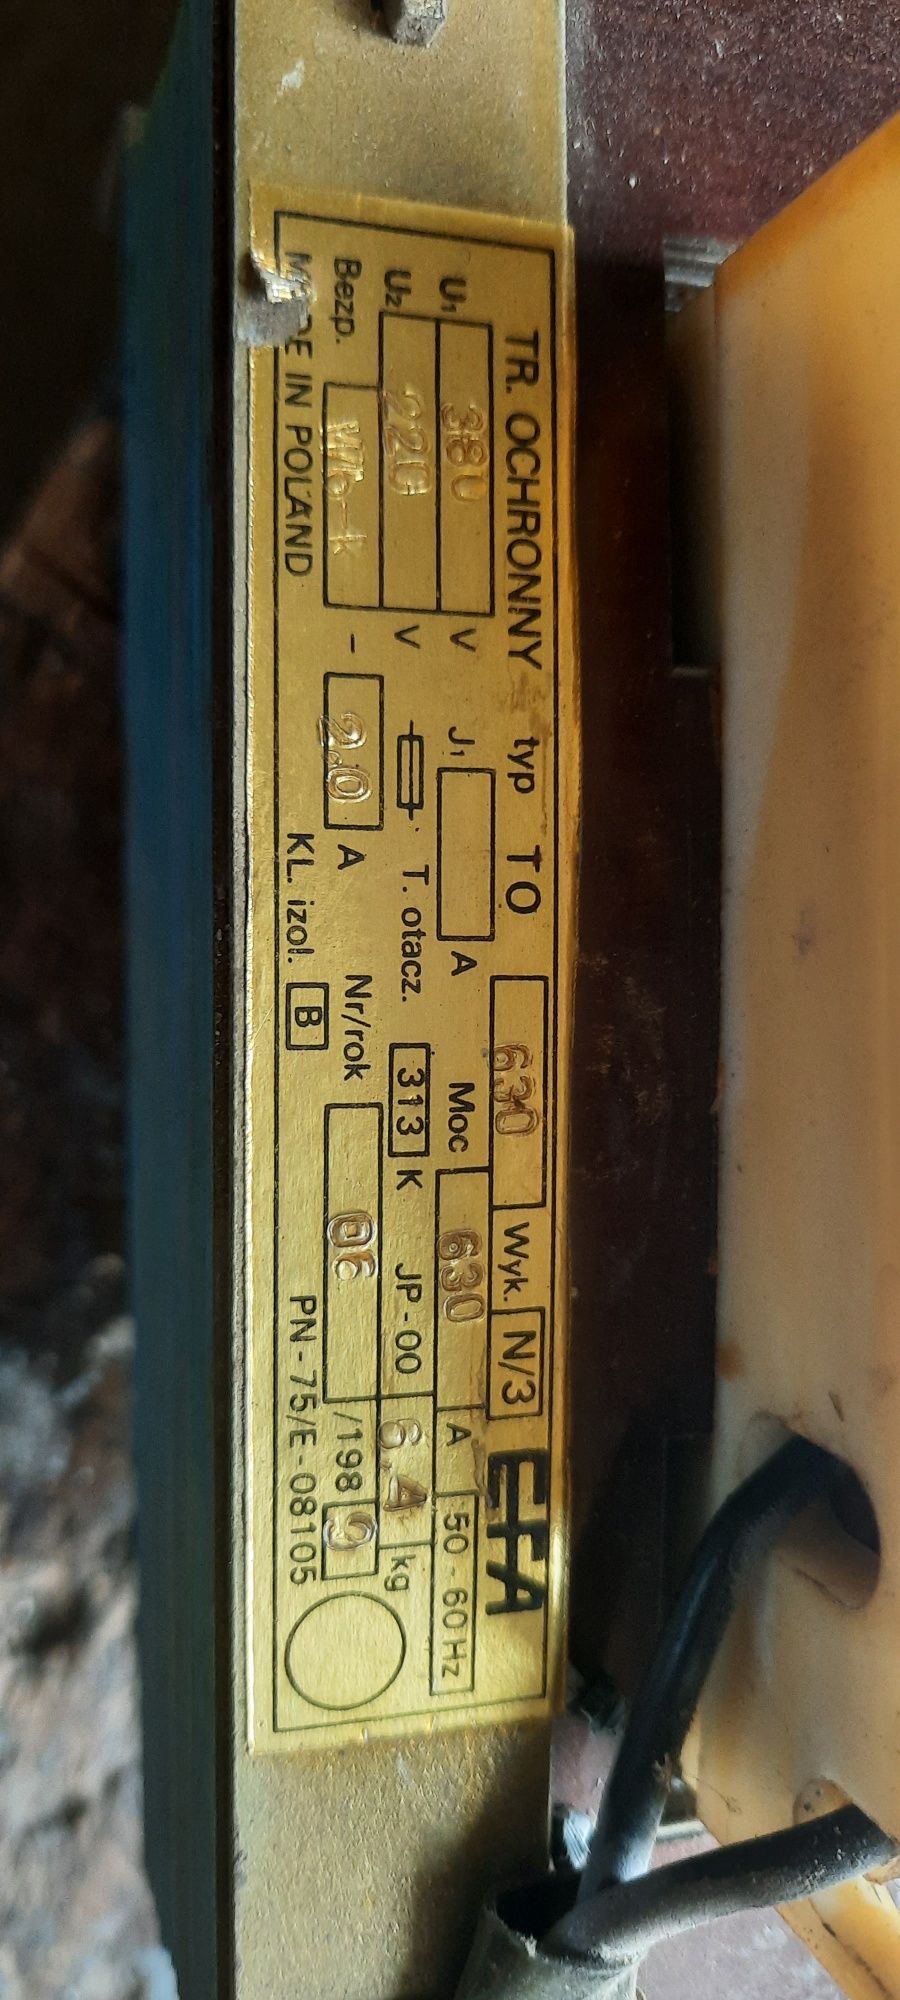 TR. OCHRONNY typ TO 630 Wyk. N/3 EFA
U1 380 V J1 A Moc 630 A 50-60Hz
U2 220 V T. otacz. 313 K JP-00 6.4 kg
Bezp. - 2.0 A Nr/rok 06 /1989
MADE IN POLAND KL. izol. B PN-75/E-08105